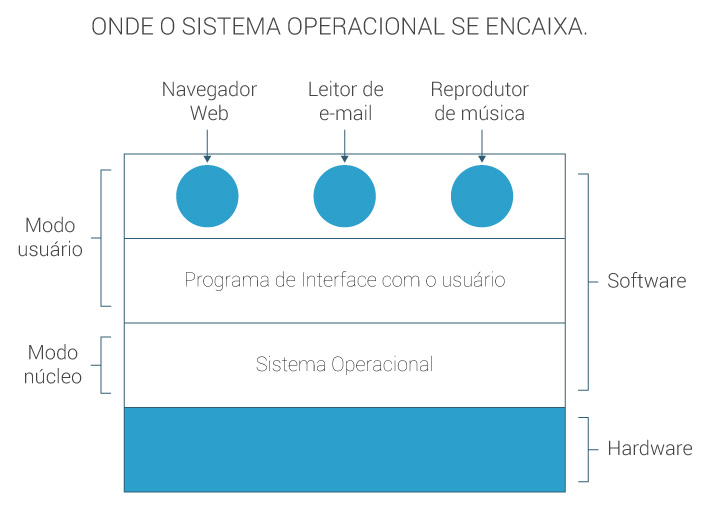 ONDE O SISTEMA OPERACIONAL SE ENCAIXA.
Navegador
Web
Leitor de
e-mail
Reprodutor
de música
Modo
usuário
Programa de Interface com o usuário
Software
Modo
núcleo
Sistema Operacional
Hardware